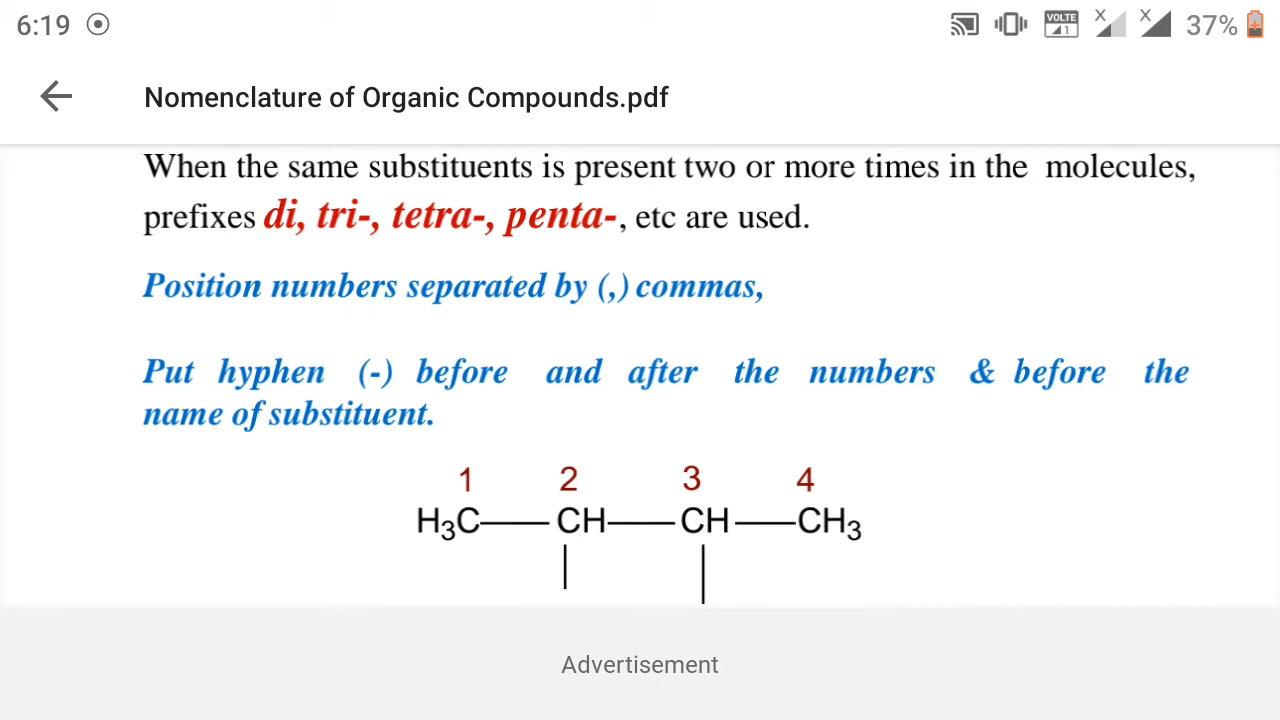 6:19 VOLTE 1 X X 37%
Nomenclature of Organic Compounds.pdf
When the same substituents is present two or more times in the molecules,
prefixes di, tri-, tetra-, penta-, etc are used.
Position numbers separated by (,) commas,
Put hyphen (-) before and after the numbers & before the
name of substituent.
1 2 3 4
H₃C—CH—CH—CH₃
Advertisement